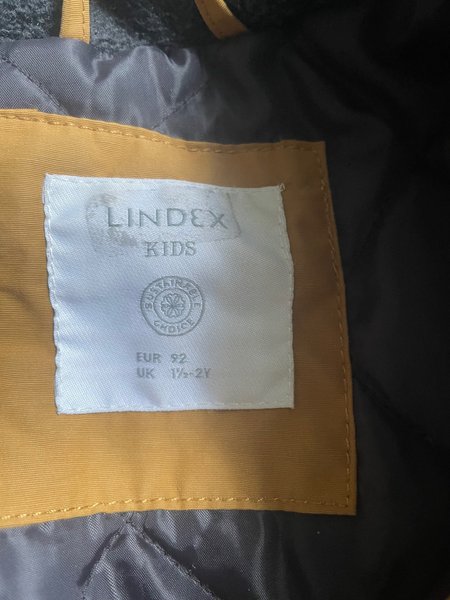 LINDEX
KIDS
SUSTAINABLE
CHOICE
EUR 92
UK 1½-2Y